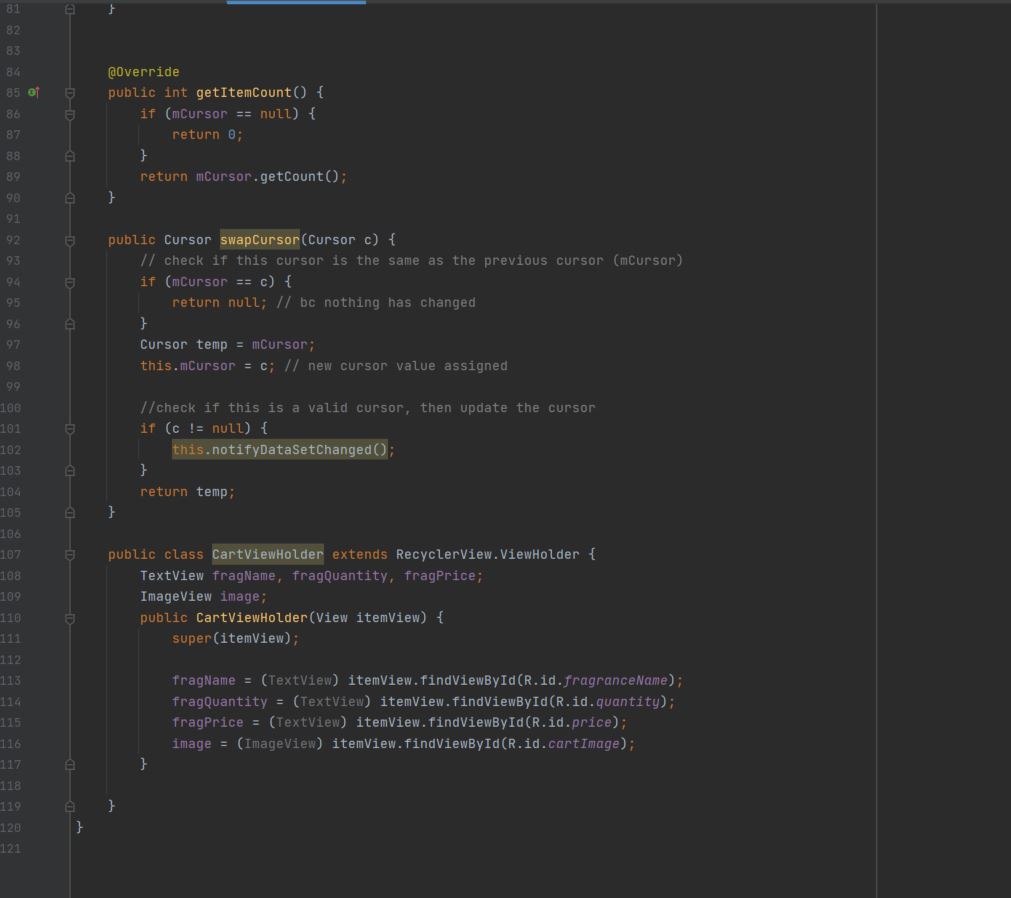 81 }
82
83
84 @Override
85 public int getItemCount() {
86 if (mCursor == null) {
87 return 0;
88 }
89 return mCursor.getCount();
90 }
91
92 public Cursor swapCursor(Cursor c) {
93 // check if this cursor is the same as the previous cursor (mCursor)
94 if (mCursor == c) {
95 return null; // bc nothing has changed
96 }
97 Cursor temp = mCursor;
98 this.mCursor = c; // new cursor value assigned
99
100 //check if this is a valid cursor, then update the cursor
101 if (c != null) {
102 this.notifyDataSetChanged();
103 }
104 return temp;
105 }
106
107 public class CartViewHolder extends RecyclerView.ViewHolder {
108 TextView fragName, fragQuantity, fragPrice;
109 ImageView image;
110 public CartViewHolder(View itemView) {
111 super(itemView);
112
113 fragName = (TextView) itemView.findViewById(R.id.fragranceName);
114 fragQuantity = (TextView) itemView.findViewById(R.id.quantity);
115 fragPrice = (TextView) itemView.findViewById(R.id.price);
116 image = (ImageView) itemView.findViewById(R.id.cartImage);
117 }
118
119 }
120 }
121